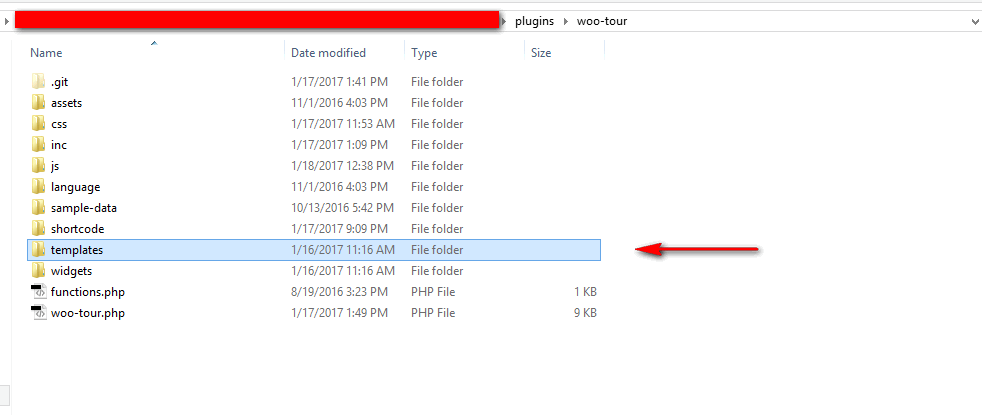 plugins woo-tour
Name Date modified Type Size
.git 1/17/2017 1:41 PM File folder
assets 11/1/2016 4:03 PM File folder
css 1/17/2017 11:53 AM File folder
inc 1/17/2017 1:09 PM File folder
js 1/18/2017 12:38 PM File folder
language 11/1/2016 4:03 PM File folder
sample-data 10/13/2016 5:42 PM File folder
shortcode 1/17/2017 9:09 PM File folder
templates 1/16/2017 11:16 AM File folder
widgets 1/16/2017 11:16 AM File folder
functions.php 8/19/2016 3:23 PM PHP File 1 KB
woo-tour.php 1/17/2017 1:49 PM PHP File 9 KB